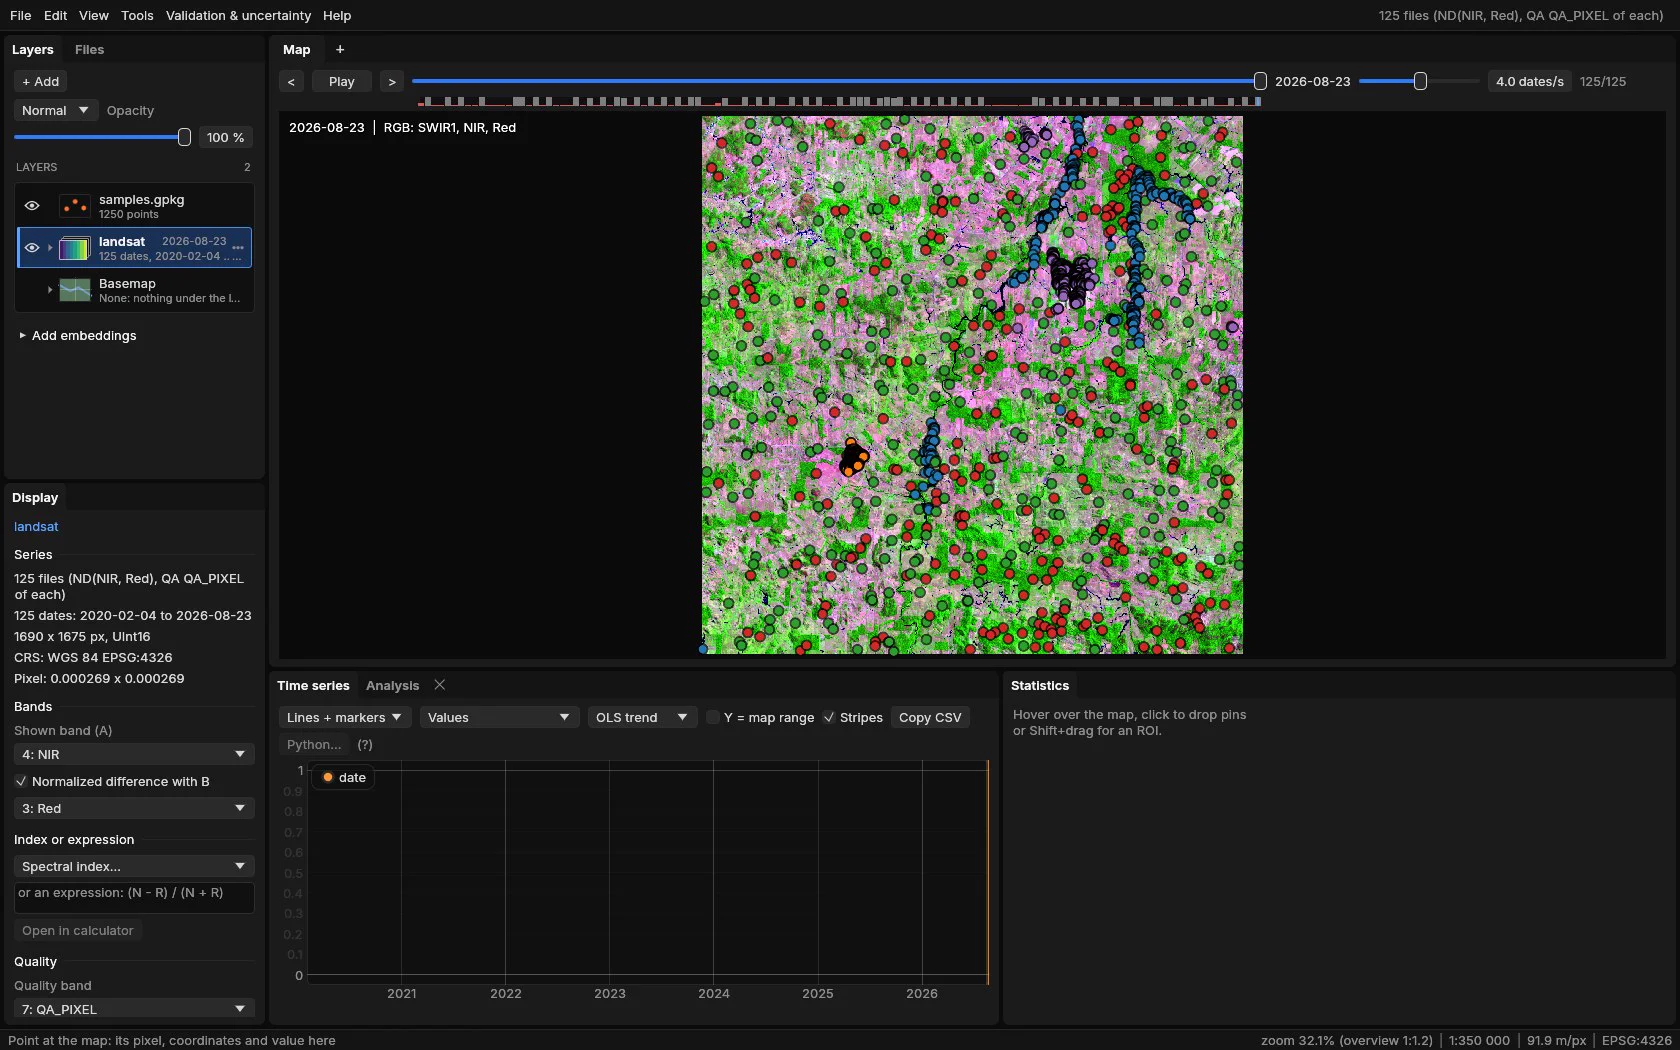 File Edit View Tools Validation & uncertainty Help
125 files (ND(NIR, Red), QA QA_PIXEL of each)
Layers Files
+ Add
Normal Opacity
100 %
LAYERS 2
samples.gpkg
1250 points
landsat 2026-08-23 ...
125 dates, 2020-02-04 .. ...
Basemap
None: nothing under the l...
Add embeddings
Display
landsat
Series
125 files (ND(NIR, Red), QA QA_PIXEL
of each)
125 dates: 2020-02-04 to 2026-08-23
1690 x 1675 px, UInt16
CRS: WGS 84 EPSG:4326
Pixel: 0.000269 x 0.000269
Bands
Shown band (A)
4: NIR
Normalized difference with B
3: Red
Index or expression
Spectral index...
or an expression: (N - R) / (N + R)
Open in calculator
Quality
Quality band
7: QA_PIXEL
Map +
< Play > 2026-08-23 4.0 dates/s 125/125
2026-08-23 | RGB: SWIR1, NIR, Red
Time series Analysis
Lines + markers Values OLS trend Y = map range Stripes Copy CSV
Python... (?)
date
1
0.9
0.8
0.7
0.6
0.5
0.4
0.3
0.2
0.1
0
2021 2022 2023 2024 2025 2026
Statistics
Hover over the map, click to drop pins
or Shift+drag for an ROI.
Point at the map: its pixel, coordinates and value here
zoom 32.1% (overview 1:1.2) | 1:350 000 | 91.9 m/px | EPSG:4326